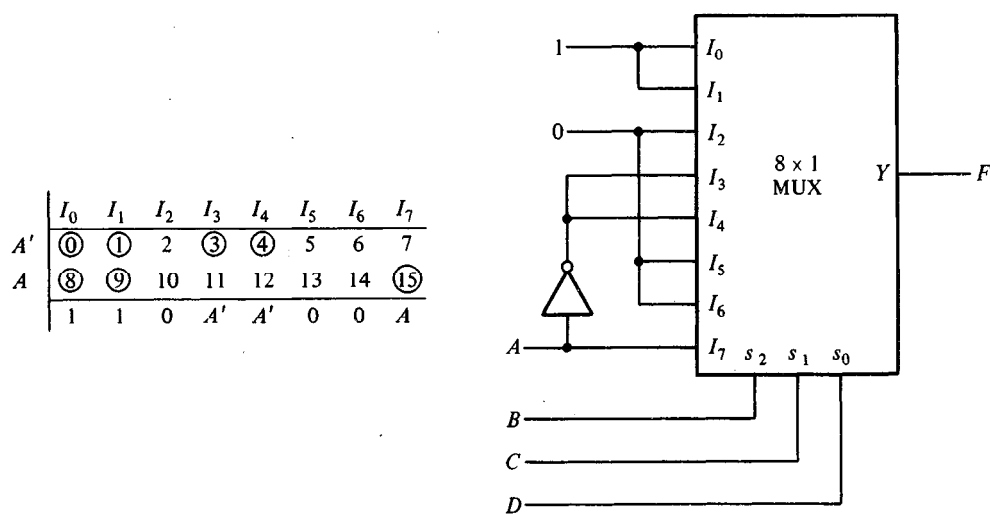 I₀ I₁ I₂ I₃ I₄ I₅ I₆ I₇
A' 0 1 2 3 4 5 6 7
A 8 9 10 11 12 13 14 15
1 1 0 A' A' 0 0 A
1
0
A
B
C
D
I₀
I₁
I₂
I₃
I₄
I₅
I₆
I₇
8 × 1
MUX
Y
F
s₂ s₁ s₀